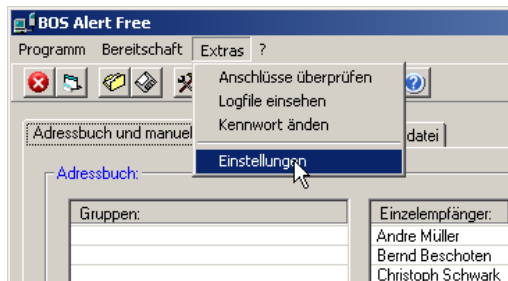 BOS Alert Free
Programm Bereitschaft Extras ?
Anschlüsse überprüfen
Logfile einsehen
Kennwort änden
Einstellungen
Adressbuch und manuel
datei
Adressbuch:
Gruppen:
Einzelempfänger:
Andre Müller
Bernd Beschoten
Christoph Schwark